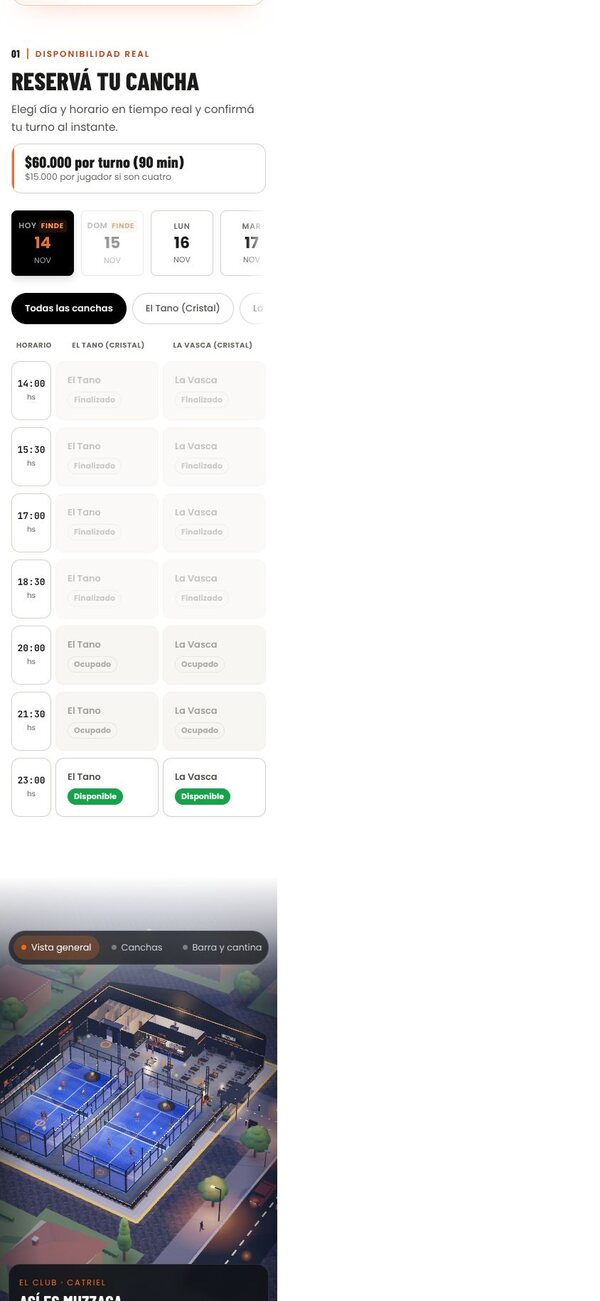 01 | DISPONIBILIDAD REAL
RESERVÁ TU CANCHA
Elegí día y horario en tiempo real y confirmá
tu turno al instante.
$60.000 por turno (90 min)
$15.000 por jugador si son cuatro
HOY FINDE DOM FINDE LUN MAR
14 15 16 17
NOV NOV NOV NOV
Todas las canchas El Tano (Cristal) La
HORARIO EL TANO (CRISTAL) LA VASCA (CRISTAL)
14:00 hs El Tano La Vasca
Finalizado Finalizado
15:30 hs El Tano La Vasca
Finalizado Finalizado
17:00 hs El Tano La Vasca
Finalizado Finalizado
18:30 hs El Tano La Vasca
Finalizado Finalizado
20:00 hs El Tano La Vasca
Ocupado Ocupado
21:30 hs El Tano La Vasca
Ocupado Ocupado
23:00 hs El Tano La Vasca
Disponible Disponible
Vista general Canchas Barra y cantina
EL CLUB · CATRIEL
ASÍ ES MUZZAGA